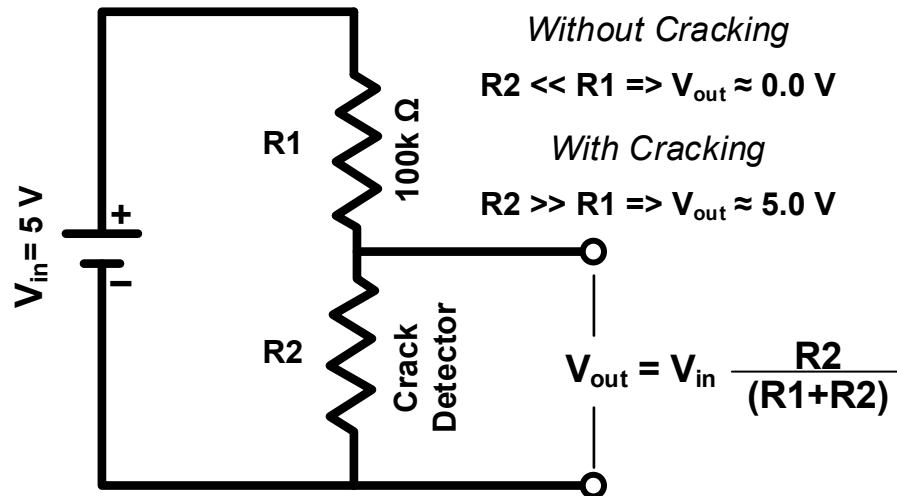 Without Cracking
R2 << R1 => Vout ≈ 0.0 V
With Cracking
R2 >> R1 => Vout ≈ 5.0 V
R1
100k Ω
Vin= 5 V
+
−
R2
Crack
Detector
Vout = Vin R2
(R1+R2)